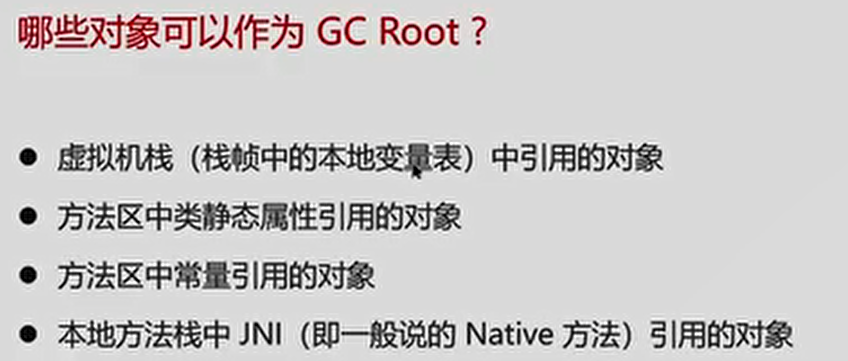 哪些对象可以作为 GC Root？
● 虚拟机栈（栈帧中的本地变量表）中引用的对象
● 方法区中类静态属性引用的对象
● 方法区中常量引用的对象
● 本地方法栈中 JNI（即一般说的 Native 方法）引用的对象